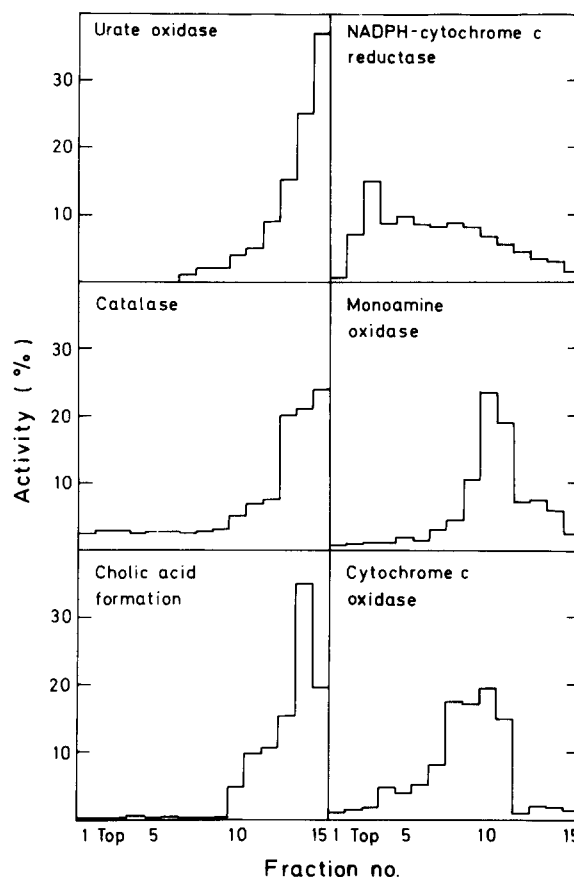 Urate oxidase
NADPH-cytochrome c
reductase
30
20
10
Catalase
Monoamine
oxidase
30
20
10
Activity (%)
Cholic acid
formation
Cytochrome c
oxidase
30
20
10
1 Top 5 10 15 1 Top 5 10 15
Fraction no.